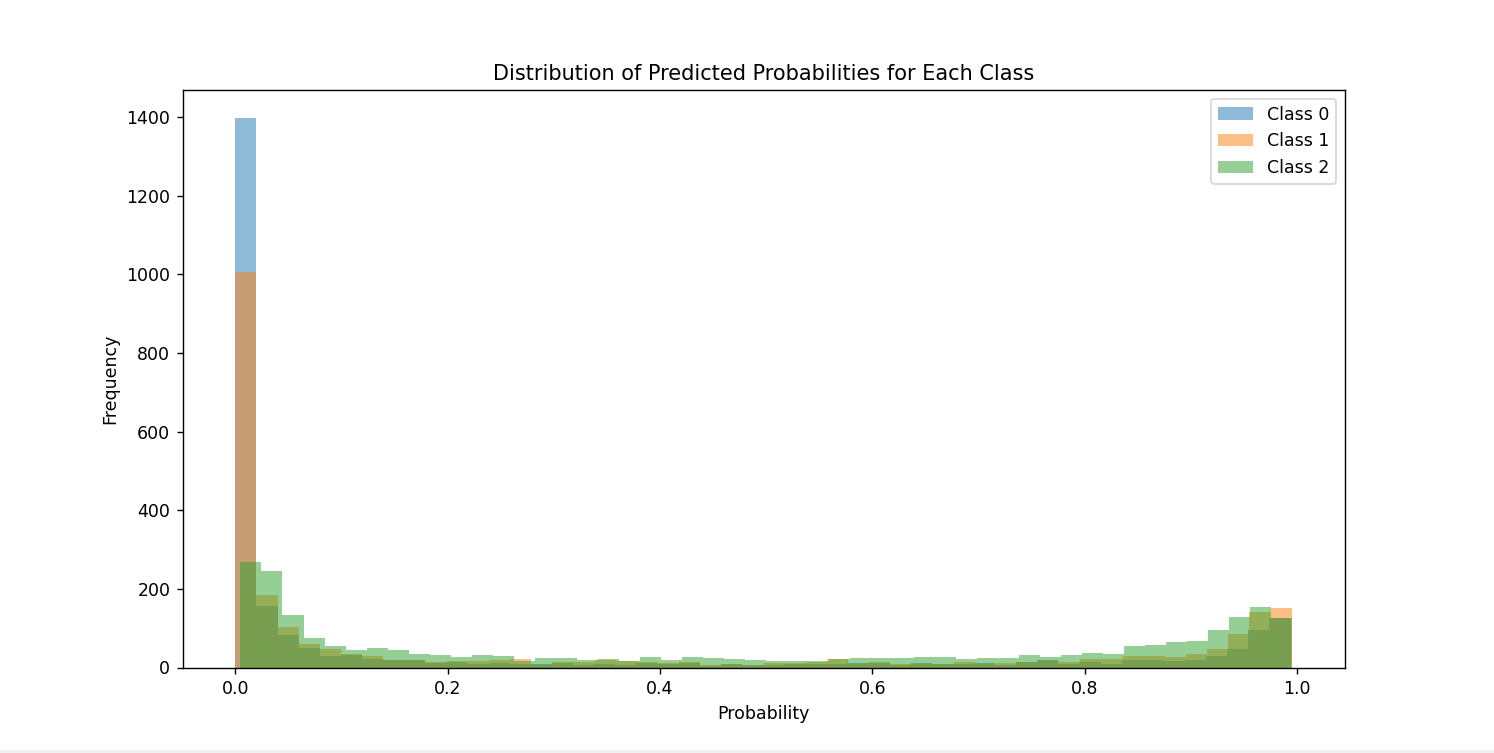 Distribution of Predicted Probabilities for Each Class
Class 0
Class 1
Class 2
1400
1200
1000
800
600
400
200
0
Frequency
0.0 0.2 0.4 0.6 0.8 1.0
Probability